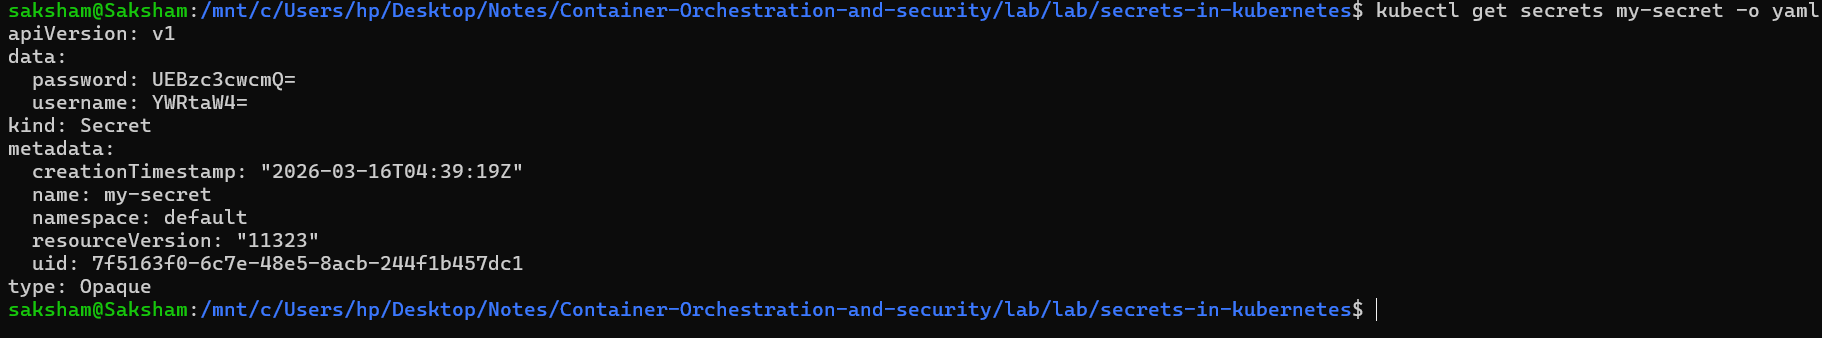 saksham@Saksham:/mnt/c/Users/hp/Desktop/Notes/Container-Orchestration-and-security/lab/lab/secrets-in-kubernetes$ kubectl get secrets my-secret -o yaml
apiVersion: v1
data:
  password: UEBzc3cwcmQ=
  username: YWRtaW4=
kind: Secret
metadata:
  creationTimestamp: "2026-03-16T04:39:19Z"
  name: my-secret
  namespace: default
  resourceVersion: "11323"
  uid: 7f5163f0-6c7e-48e5-8acb-244f1b457dc1
type: Opaque
saksham@Saksham:/mnt/c/Users/hp/Desktop/Notes/Container-Orchestration-and-security/lab/lab/secrets-in-kubernetes$